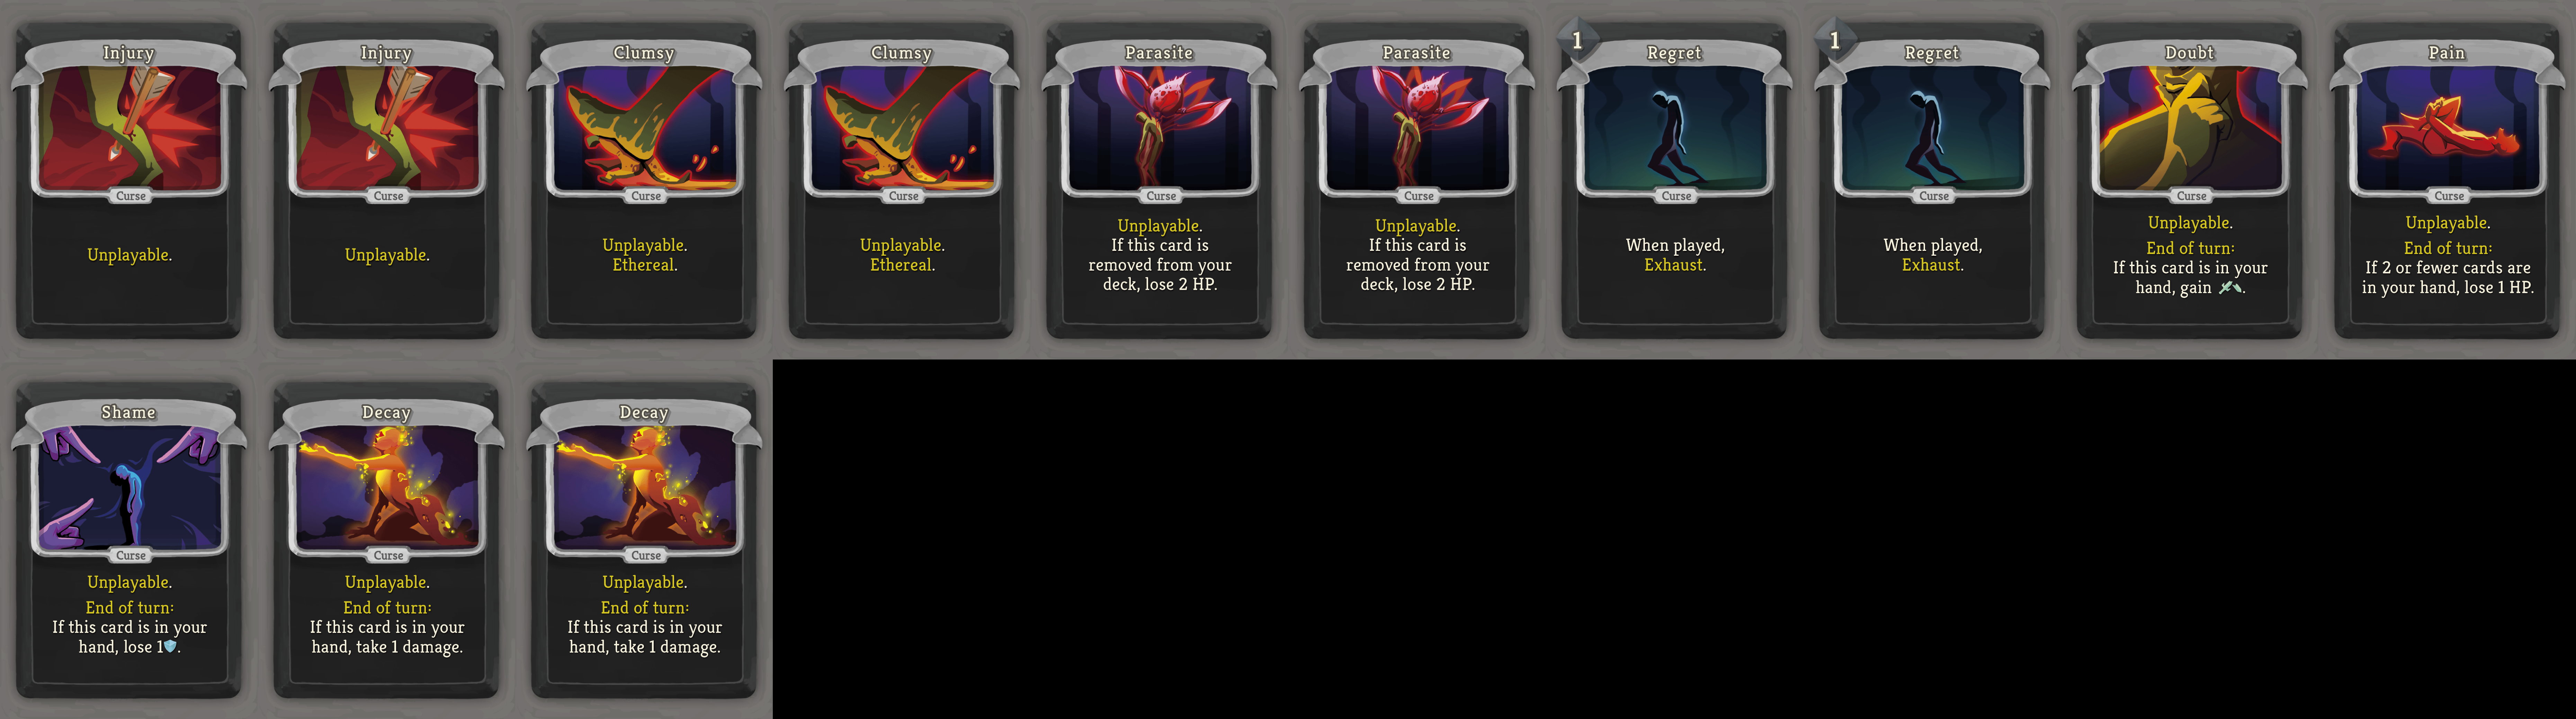 Injury
Curse
Unplayable.
Injury
Curse
Unplayable.
Clumsy
Curse
Unplayable.
Ethereal.
Clumsy
Curse
Unplayable.
Ethereal.
Parasite
Curse
Unplayable.
If this card is
removed from your
deck, lose 2 HP.
Parasite
Curse
Unplayable.
If this card is
removed from your
deck, lose 2 HP.
1
Regret
Curse
When played,
Exhaust.
1
Regret
Curse
When played,
Exhaust.
Doubt
Curse
Unplayable.
End of turn:
If this card is in your
hand, gain .
Pain
Curse
Unplayable.
End of turn:
If 2 or fewer cards are
in your hand, lose 1 HP.
Shame
Curse
Unplayable.
End of turn:
If this card is in your
hand, lose 1.
Decay
Curse
Unplayable.
End of turn:
If this card is in your
hand, take 1 damage.
Decay
Curse
Unplayable.
End of turn:
If this card is in your
hand, take 1 damage.